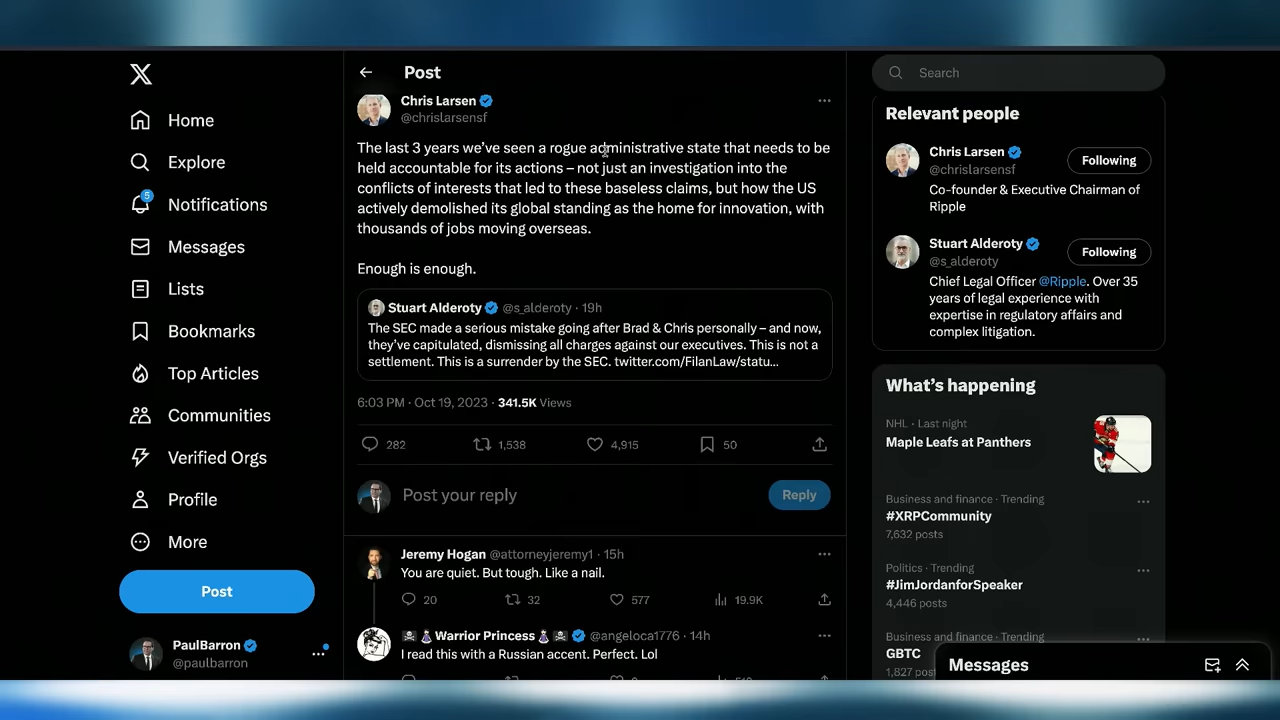 Home
Explore
5
Notifications
Messages
Lists
Bookmarks
Top Articles
Communities
Verified Orgs
Profile
More
Post
PaulBarron
@paulbarron
Post
Chris Larsen
@chrislarsensf
The last 3 years we've seen a rogue administrative state that needs to be
held accountable for its actions – not just an investigation into the
conflicts of interests that led to these baseless claims, but how the US
actively demolished its global standing as the home for innovation, with
thousands of jobs moving overseas.
Enough is enough.
Stuart Alderoty @s_alderoty · 19h
The SEC made a serious mistake going after Brad & Chris personally – and now,
they've capitulated, dismissing all charges against our executives. This is not a
settlement. This is a surrender by the SEC. twitter.com/FilanLaw/statu…
6:03 PM · Oct 19, 2023 · 341.5K Views
282 1,538 4,915 50
Post your reply
Reply
Jeremy Hogan @attorneyjeremy1 · 15h
You are quiet. But tough. Like a nail.
20 32 577 19.9K
Warrior Princess @angeloca1776 · 14h
I read this with a Russian accent. Perfect. Lol
Search
Relevant people
Chris Larsen
@chrislarsensf
Following
Co-founder & Executive Chairman of
Ripple
Stuart Alderoty
@s_alderoty
Following
Chief Legal Officer @Ripple. Over 35
years of legal experience with
expertise in regulatory affairs and
complex litigation.
What's happening
NHL · Last night
Maple Leafs at Panthers
Business and finance · Trending
#XRPCommunity
7,632 posts
Politics · Trending
#JimJordanforSpeaker
4,446 posts
Business and finance · Trending
GBTC
1,827
Messages